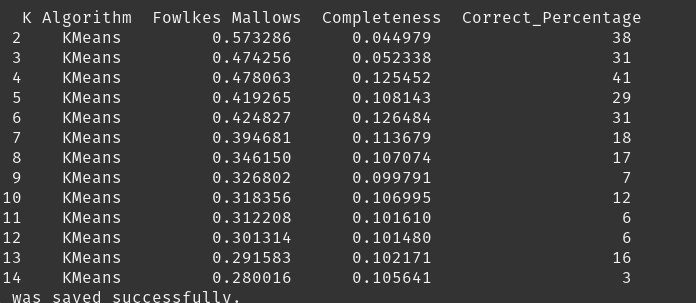 K Algorithm Fowlkes Mallows Completeness Correct_Percentage
2 KMeans 0.573286 0.044979 38
3 KMeans 0.474256 0.052338 31
4 KMeans 0.478063 0.125452 41
5 KMeans 0.419265 0.108143 29
6 KMeans 0.424827 0.126484 31
7 KMeans 0.394681 0.113679 18
8 KMeans 0.346150 0.107074 17
9 KMeans 0.326802 0.099791 7
10 KMeans 0.318356 0.106995 12
11 KMeans 0.312208 0.101610 6
12 KMeans 0.301314 0.101480 6
13 KMeans 0.291583 0.102171 16
14 KMeans 0.280016 0.105641 3
was saved successfully.